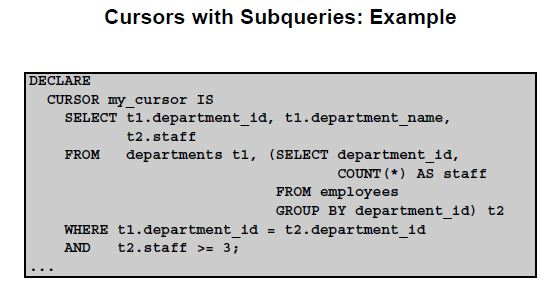 Cursors with Subqueries: Example
DECLARE
CURSOR my_cursor IS
SELECT t1.department_id, t1.department_name,
t2.staff
FROM departments t1, (SELECT department_id,
COUNT(*) AS staff
FROM employees
GROUP BY department_id) t2
WHERE t1.department_id = t2.department_id
AND t2.staff >= 3;
...